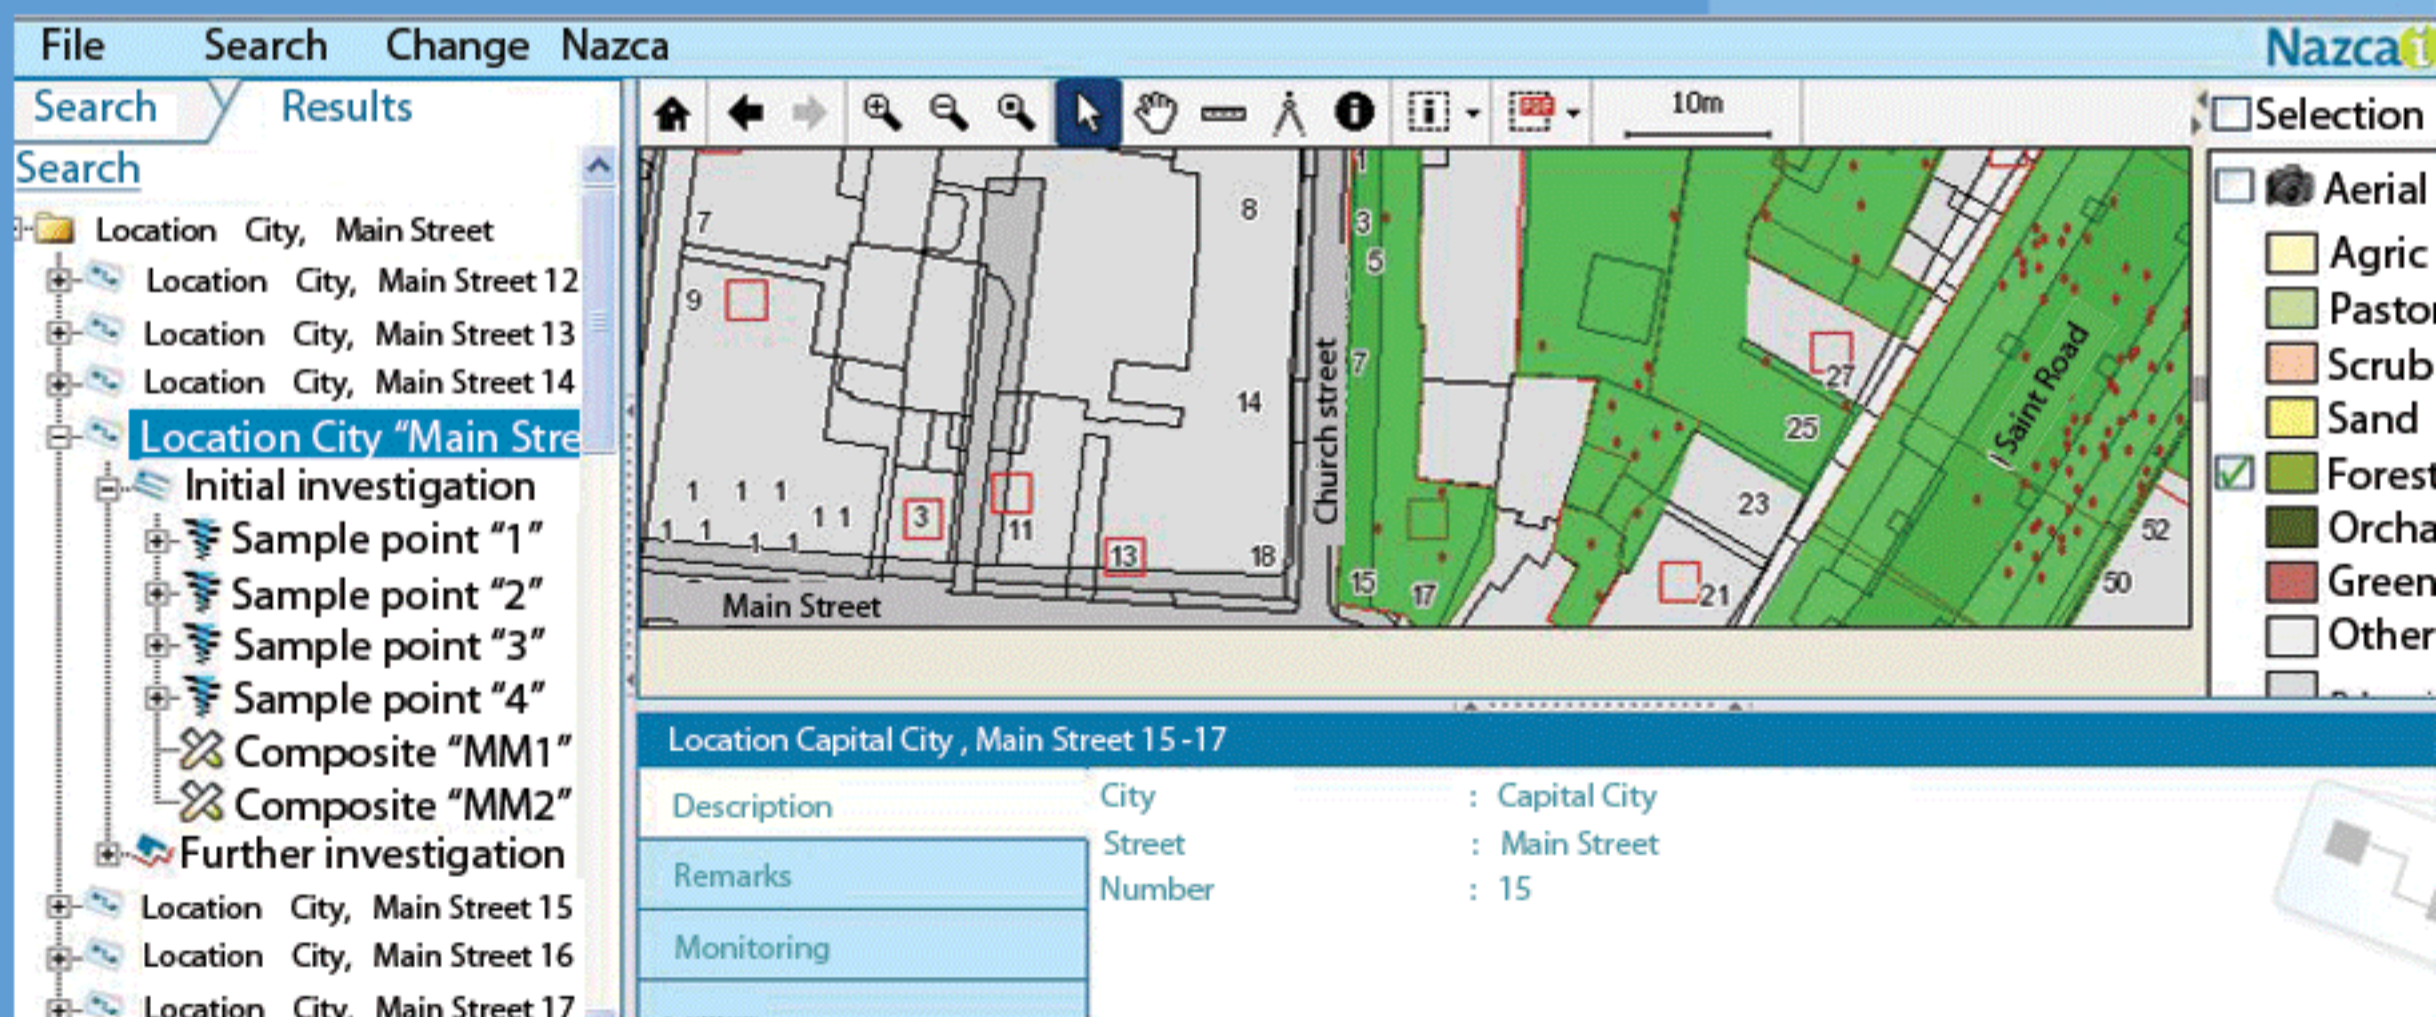 File Search Change Nazca
Nazca i
Search Results
Search
Location City, Main Street
Location City, Main Street 12
Location City, Main Street 13
Location City, Main Street 14
Location City “Main Stre
Initial investigation
Sample point “1”
Sample point “2”
Sample point “3”
Sample point “4”
Composite “MM1”
Composite “MM2”
Further investigation
Location City, Main Street 15
Location City, Main Street 16
Location City, Main Street 17
10m
PDF
7
9
8
14
18
3
11
13
1 1 1
1 1
1 1
1 1
Main Street
Church street
1
3
5
7
15
17
27
25
23
21
I Saint Road
52
50
Selection
Aerial
Agric
Pastor
Scrub
Sand
Forest
Orcha
Green
Other
Location Capital City , Main Street 15 -17
Description
Remarks
Monitoring
City : Capital City
Street : Main Street
Number : 15